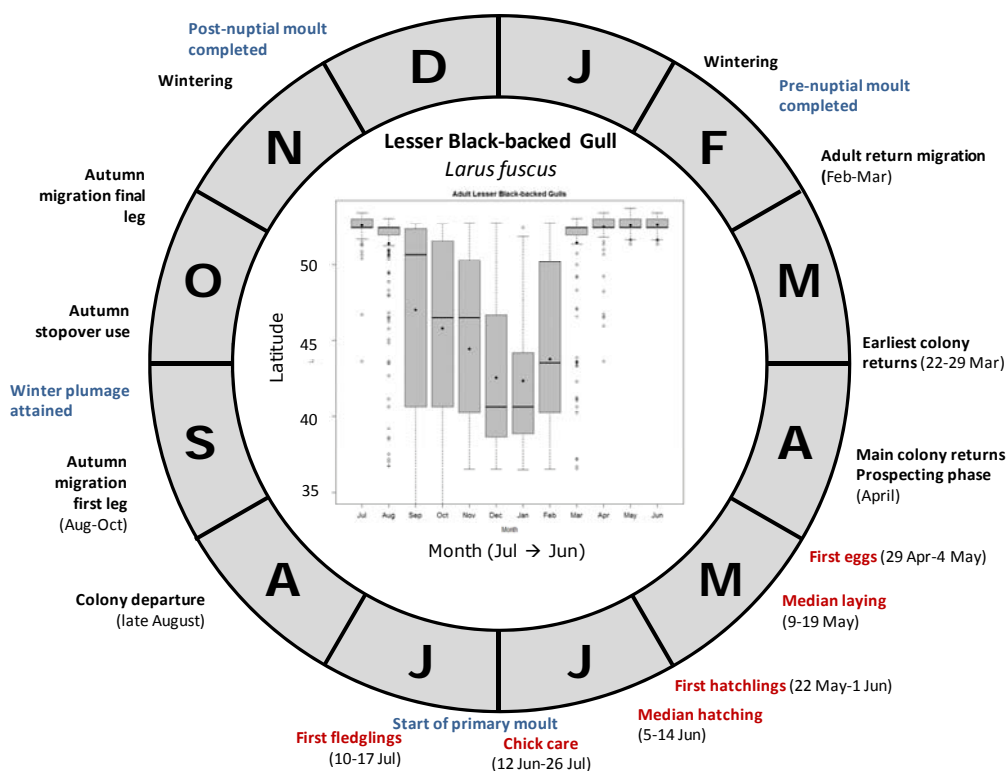 Post-nuptial moult
completed
Wintering
D
J
Wintering
Pre-nuptial moult
completed
N
F
Lesser Black-backed Gull
Larus fuscus
Adult Lesser Black-backed Gulls
Autumn
migration final
leg
Adult return migration
(Feb-Mar)
O
M
50
45
40
35
Latitude
Autumn
stopover use
Earliest colony
returns (22-29 Mar)
Winter plumage
attained
S
A
Autumn
migration
first leg
(Aug-Oct)
Main colony returns
Prospecting phase
(April)
Jul Aug Sep Oct Nov Dec Jan Feb Mar Apr May Jun
Month
Month (Jul → Jun)
A
M
First eggs (29 Apr-4 May)
Colony departure
(late August)
Median laying
(9-19 May)
J
J
First hatchlings (22 May-1 Jun)
Median hatching
(5-14 Jun)
Start of primary moult
First fledglings
(10-17 Jul)
Chick care
(12 Jun-26 Jul)